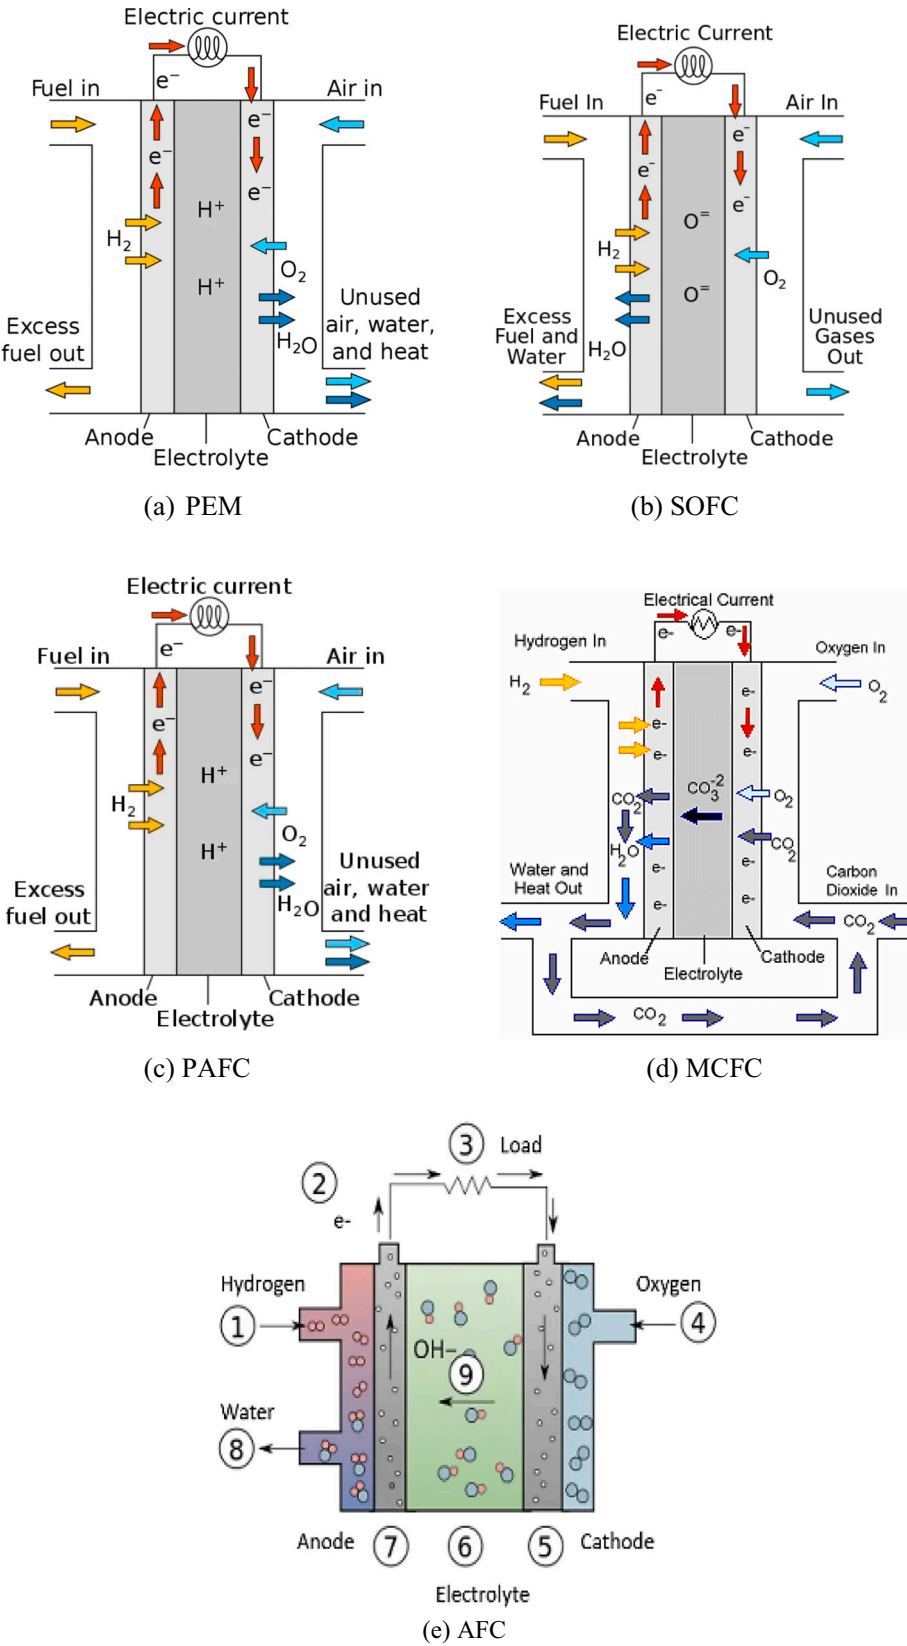 Electric current
e⁻
Fuel in
Air in
e⁻
e⁻
e⁻
H⁺
H₂
O₂
H⁺
Unused
air, water,
and heat
Excess
fuel out
H₂O
Anode
Cathode
Electrolyte
(a) PEM
Electric Current
e⁻
Fuel In
Air In
e⁻
e⁻
e⁻
O⁼
H₂
O₂
O⁼
Excess
Fuel and
Water
H₂O
Unused
Gases
Out
Anode
Cathode
Electrolyte
(b) SOFC
Electric current
e⁻
Fuel in
Air in
e⁻
e⁻
e⁻
H⁺
H₂
O₂
H⁺
Unused
air, water
and heat
Excess
fuel out
H₂O
Anode
Cathode
Electrolyte
(c) PAFC
Electrical Current
e-
e-
Hydrogen In
Oxygen In
H₂
O₂
e-
e-
e-
e-
CO₃⁻²
CO₂
O₂
H₂O
CO₂
e-
e-
Water and
Heat Out
Carbon
Dioxide In
e-
e-
CO₂
Anode
Cathode
Electrolyte
CO₂
(d) MCFC
3
Load
2
e-
Hydrogen
Oxygen
1
4
OH-
9
Water
8
Anode
7
6
5
Cathode
Electrolyte
(e) AFC